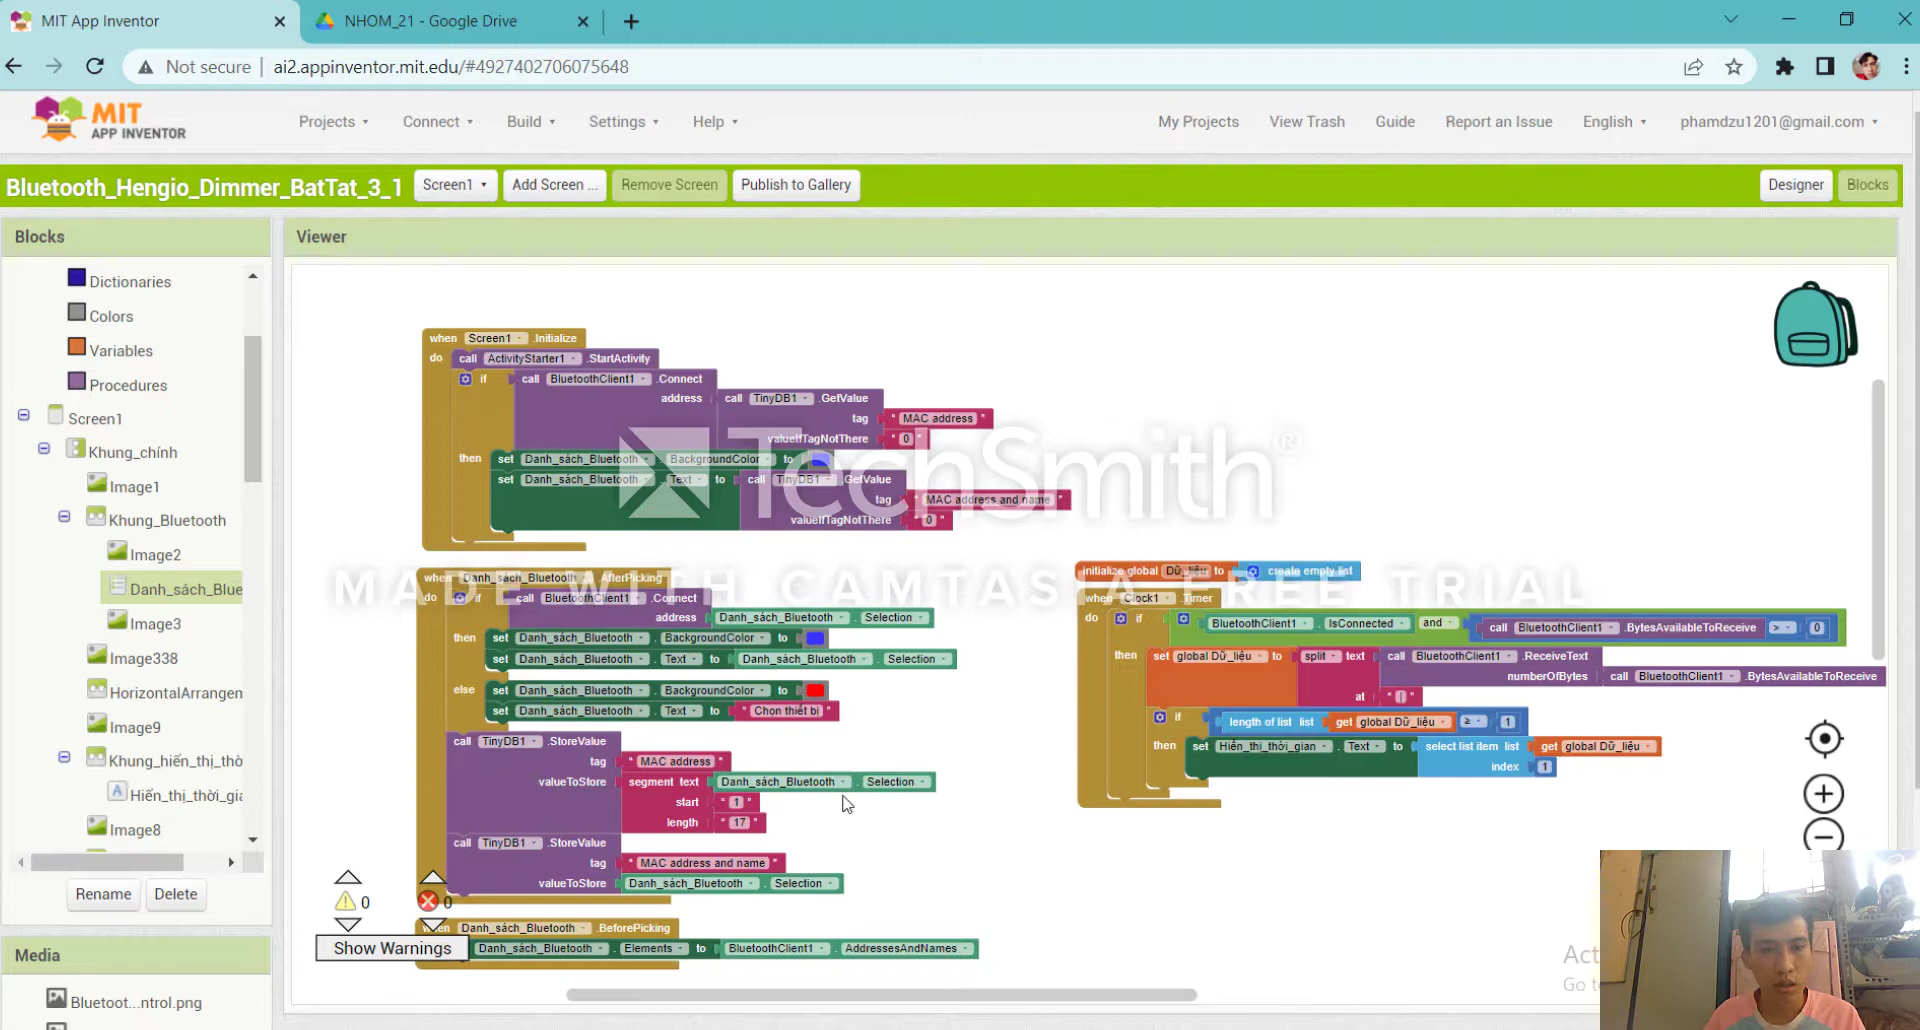 MIT App Inventor
NHOM_21 - Google Drive
Not secure
ai2.appinventor.mit.edu/#4927402706075648
MIT
APP INVENTOR
Projects
Connect
Build
Settings
Help
My Projects
View Trash
Guide
Report an Issue
English
phamdzu1201@gmail.com
Bluetooth_Hengio_Dimmer_BatTat_3_1
Screen1
Add Screen ...
Remove Screen
Publish to Gallery
Designer
Blocks
Blocks
Viewer
Dictionaries
Colors
Variables
Procedures
Screen1
Khung_chính
Image1
Khung_Bluetooth
Image2
Danh_sách_Blue
Image3
Image338
HorizontalArrangem
Image9
Khung_hiển_thị_thờ
Hiển_thị_thời_gia
Image8
Rename
Delete
Media
Bluetoot...ntrol.png
when Screen1 .Initialize
do call ActivityStarter1 .StartActivity
if call BluetoothClient1 .Connect
address call TinyDB1 .GetValue
tag " MAC address "
valueIfTagNotThere " 0 "
then set Danh_sách_Bluetooth . BackgroundColor to
set Danh_sách_Bluetooth . Text to call TinyDB1 .GetValue
tag " MAC address and name "
valueIfTagNotThere " 0 "
TechSmith®
MADE WITH CAMTASIA FREE TRIAL
when Danh_sách_Bluetooth .AfterPicking
do if call BluetoothClient1 .Connect
address Danh_sách_Bluetooth . Selection
then set Danh_sách_Bluetooth . BackgroundColor to
set Danh_sách_Bluetooth . Text to Danh_sách_Bluetooth . Selection
else set Danh_sách_Bluetooth . BackgroundColor to
set Danh_sách_Bluetooth . Text to " Chọn thiết bị "
call TinyDB1 .StoreValue
tag " MAC address "
valueToStore segment text Danh_sách_Bluetooth . Selection
start " 1 "
length " 17 "
call TinyDB1 .StoreValue
tag " MAC address and name "
valueToStore Danh_sách_Bluetooth . Selection
when Danh_sách_Bluetooth .BeforePicking
Danh_sách_Bluetooth . Elements to BluetoothClient1 . AddressesAndNames
0
0
Show Warnings
initialize global Dữ_liệu to create empty list
when Clock1 .Timer
do if BluetoothClient1 . IsConnected and call BluetoothClient1 .BytesAvailableToReceive > 0
then set global Dữ_liệu to split text call BluetoothClient1 .ReceiveText
numberOfBytes call BluetoothClient1 .BytesAvailableToReceive
at " | "
if length of list list get global Dữ_liệu ≥ 1
then set Hiển_thị_thời_gian . Text to select list item list get global Dữ_liệu
index 1
Act
Go t